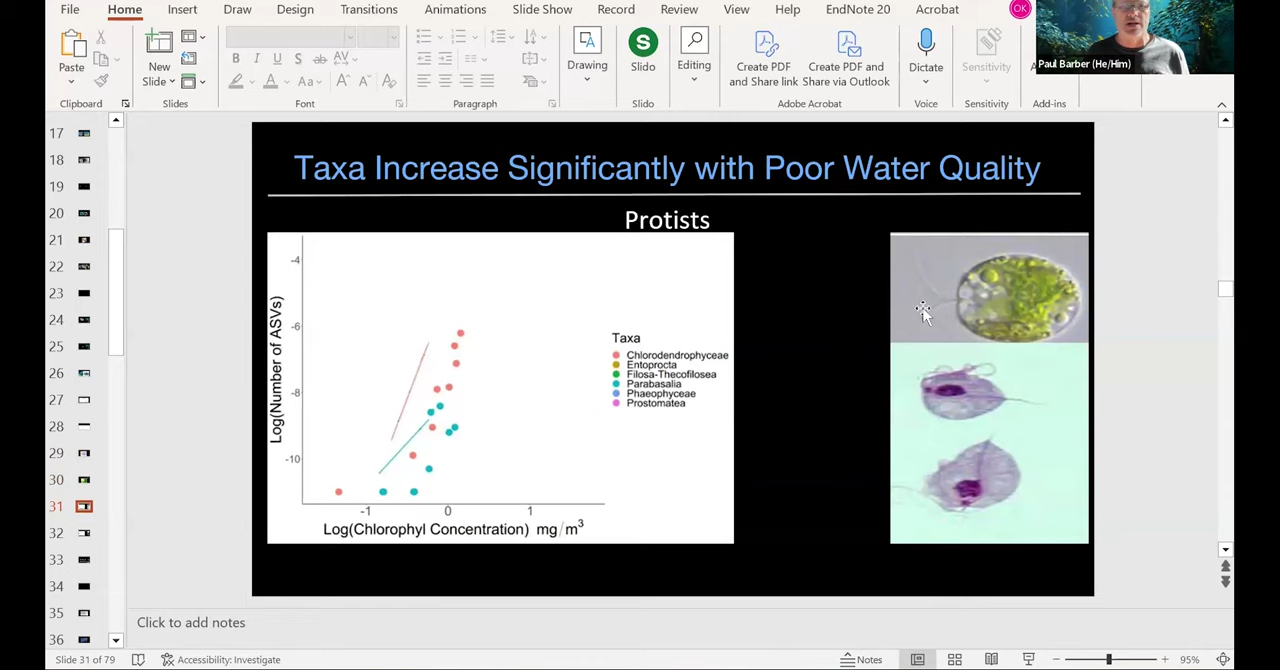 File Home Insert Draw Design Transitions Animations Slide Show Record Review View Help EndNote 20 Acrobat
OK
Paul Barber (He/Him)
Paste
New
Slide
B I U S ab AV
Aa A A A
Drawing
S
Slido
Editing
Create PDF
and Share link
Create PDF and
Share via Outlook
Dictate
Sensitivity
Clipboard Slides Font Paragraph Slido Adobe Acrobat Voice Sensitivity Add-ins
17
18
19
20
21
22
23
24
25
26
27
28
29
30
31
32
33
34
35
36
Taxa Increase Significantly with Poor Water Quality
Protists
Log(Number of ASVs)
-4
-6
-8
-10
-1 0 1
Log(Chlorophyl Concentration) mg/m³
Taxa
Chlorodendrophyceae
Entoprocta
Filosa-Thecofilosea
Parabasalia
Phaeophyceae
Prostomatea
Click to add notes
Slide 31 of 79 Accessibility: Investigate Notes 95%